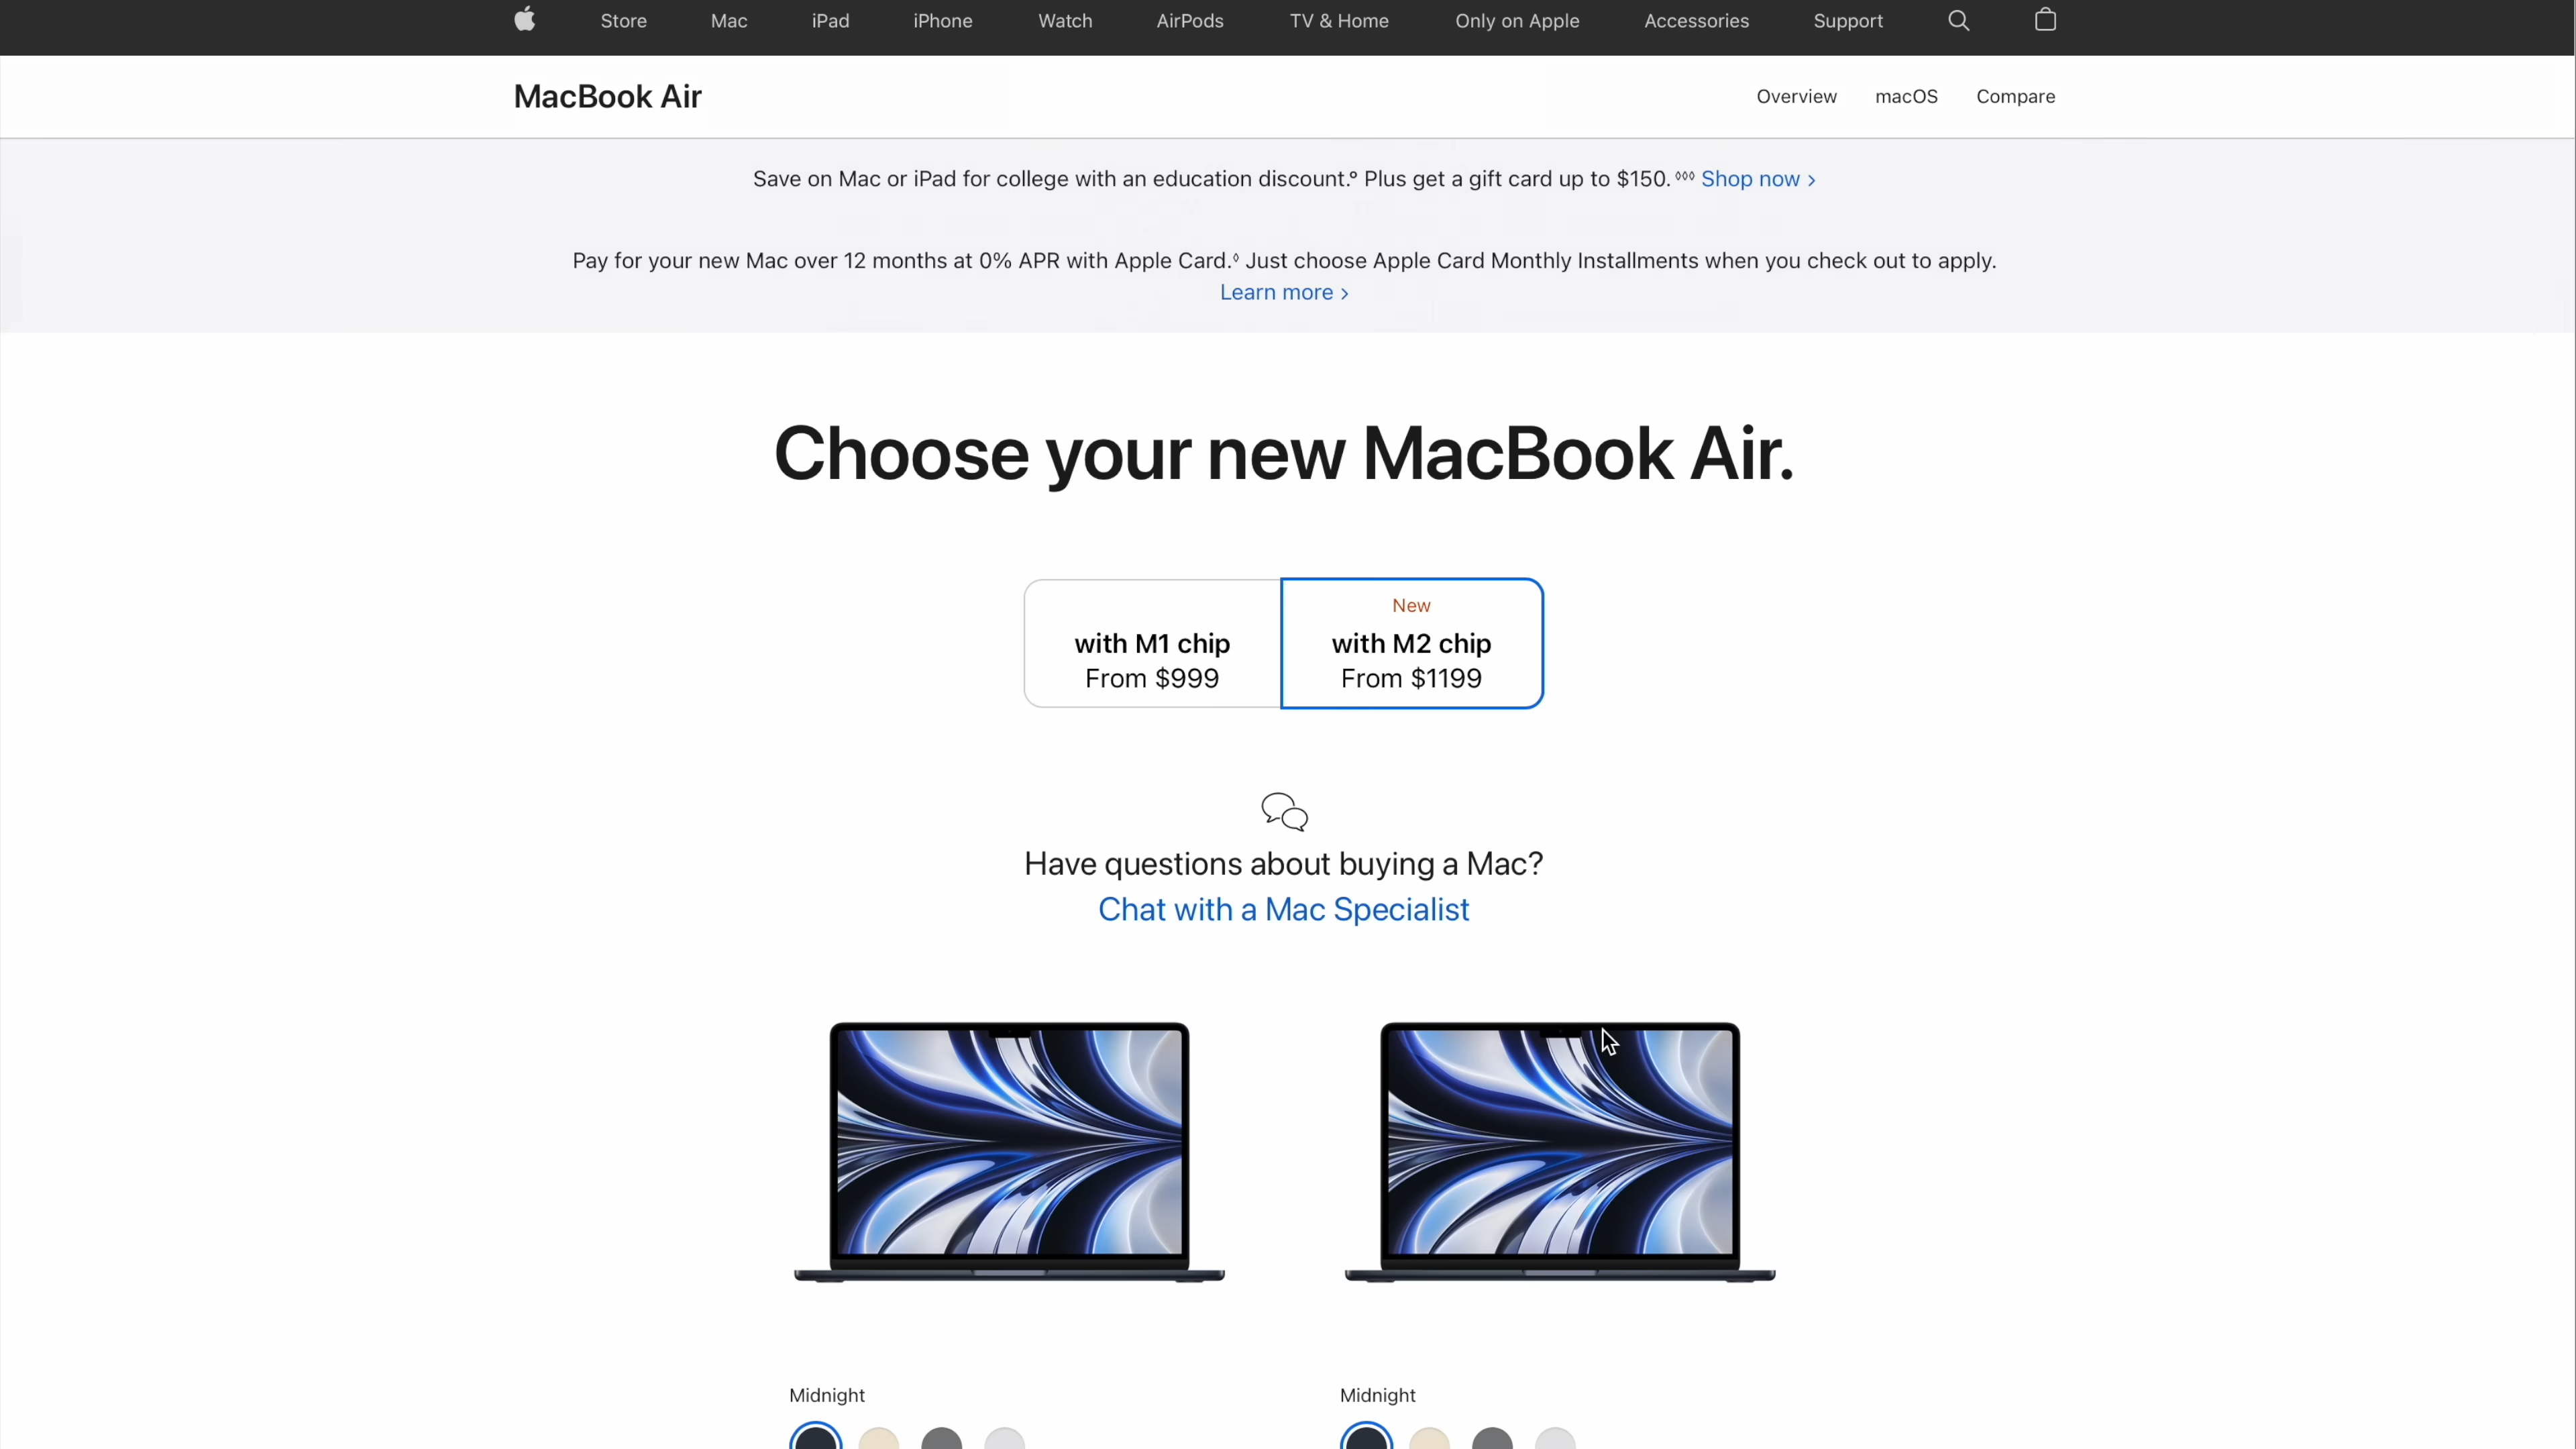 Store Mac iPad iPhone Watch AirPods TV & Home Only on Apple Accessories Support
MacBook Air
Overview macOS Compare
Save on Mac or iPad for college with an education discount.° Plus get a gift card up to $150.◊◊◊ Shop now >
Pay for your new Mac over 12 months at 0% APR with Apple Card.◊ Just choose Apple Card Monthly Installments when you check out to apply.
Learn more >
Choose your new MacBook Air.
with M1 chip
From $999
New
with M2 chip
From $1199
Have questions about buying a Mac?
Chat with a Mac Specialist
Midnight
Midnight